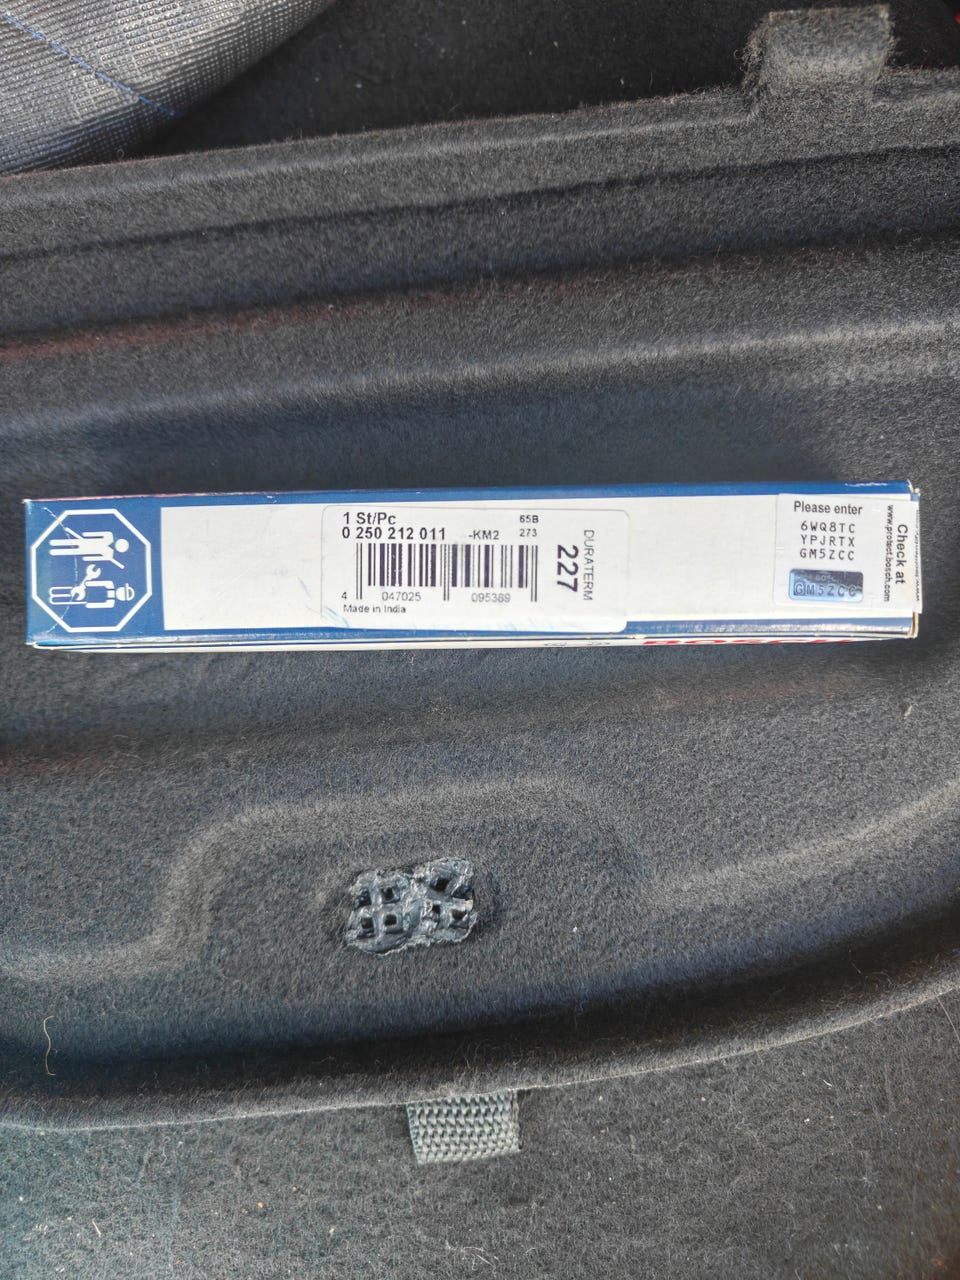 1 St/Pc
65B
0 250 212 011 -KM2 273
4 047025 095389
Made in India
DURATERM
227
Please enter
6WQ8TC
YPJRTX
GM5ZCC
GM5ZCC
Check at
www.protect.bosch.com
BOSCH